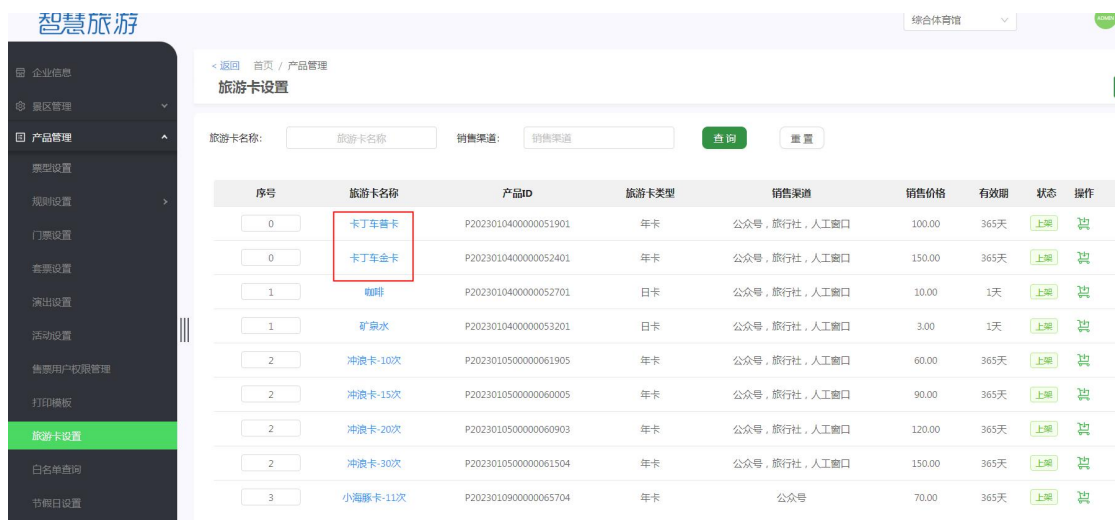 智慧旅游
综合体育馆
ADMIN
企业信息
景区管理
产品管理
票型设置
规则设置
门票设置
套票设置
演出设置
活动设置
售票用户权限管理
打印模板
旅游卡设置
白名单查询
节假日设置
<返回 首页 / 产品管理
旅游卡设置
旅游卡名称: 旅游卡名称 销售渠道: 销售渠道 查询 重置
序号 旅游卡名称 产品ID 旅游卡类型 销售渠道 销售价格 有效期 状态 操作
0 卡丁车普卡 P2023010400000051901 年卡 公众号 , 旅行社 , 人工窗口 100.00 365天 上架
0 卡丁车金卡 P2023010400000052401 年卡 公众号 , 旅行社 , 人工窗口 150.00 365天 上架
1 咖啡 P2023010400000052701 日卡 公众号 , 旅行社 , 人工窗口 10.00 1天 上架
1 矿泉水 P2023010400000053201 日卡 公众号 , 旅行社 , 人工窗口 3.00 1天 上架
2 冲浪卡-10次 P2023010500000061905 年卡 公众号 , 旅行社 , 人工窗口 60.00 365天 上架
2 冲浪卡-15次 P2023010500000060005 年卡 公众号 , 旅行社 , 人工窗口 90.00 365天 上架
2 冲浪卡-20次 P2023010500000060903 年卡 公众号 , 旅行社 , 人工窗口 120.00 365天 上架
2 冲浪卡-30次 P2023010500000061504 年卡 公众号 , 旅行社 , 人工窗口 150.00 365天 上架
3 小海豚卡-11次 P2023010900000065704 年卡 公众号 70.00 365天 上架